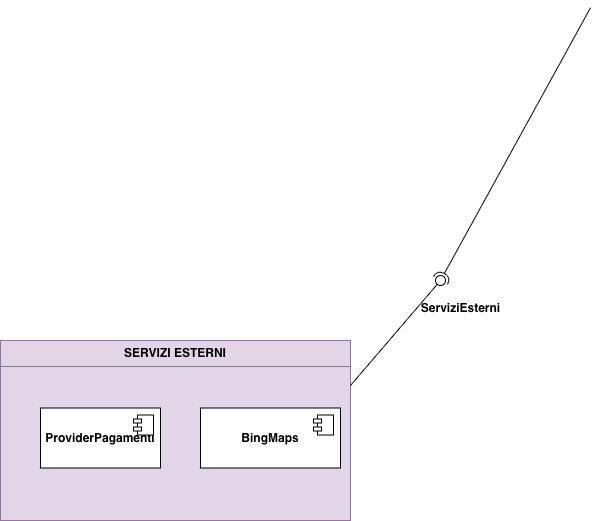 ServiziEsterni
SERVIZI ESTERNI
ProviderPagamenti
BingMaps